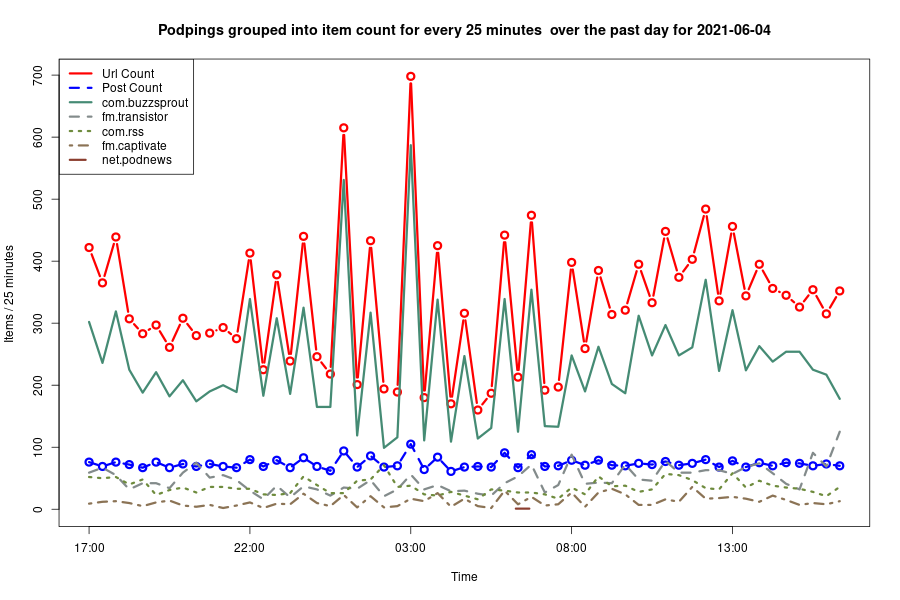 Podpings grouped into item count for every 25 minutes  over the past day for 2021-06-04
Url Count
Post Count
com.buzzsprout
fm.transistor
com.rss
fm.captivate
net.podnews
Items / 25 minutes
700
600
500
400
300
200
100
0
17:00 22:00 03:00 08:00 13:00
Time